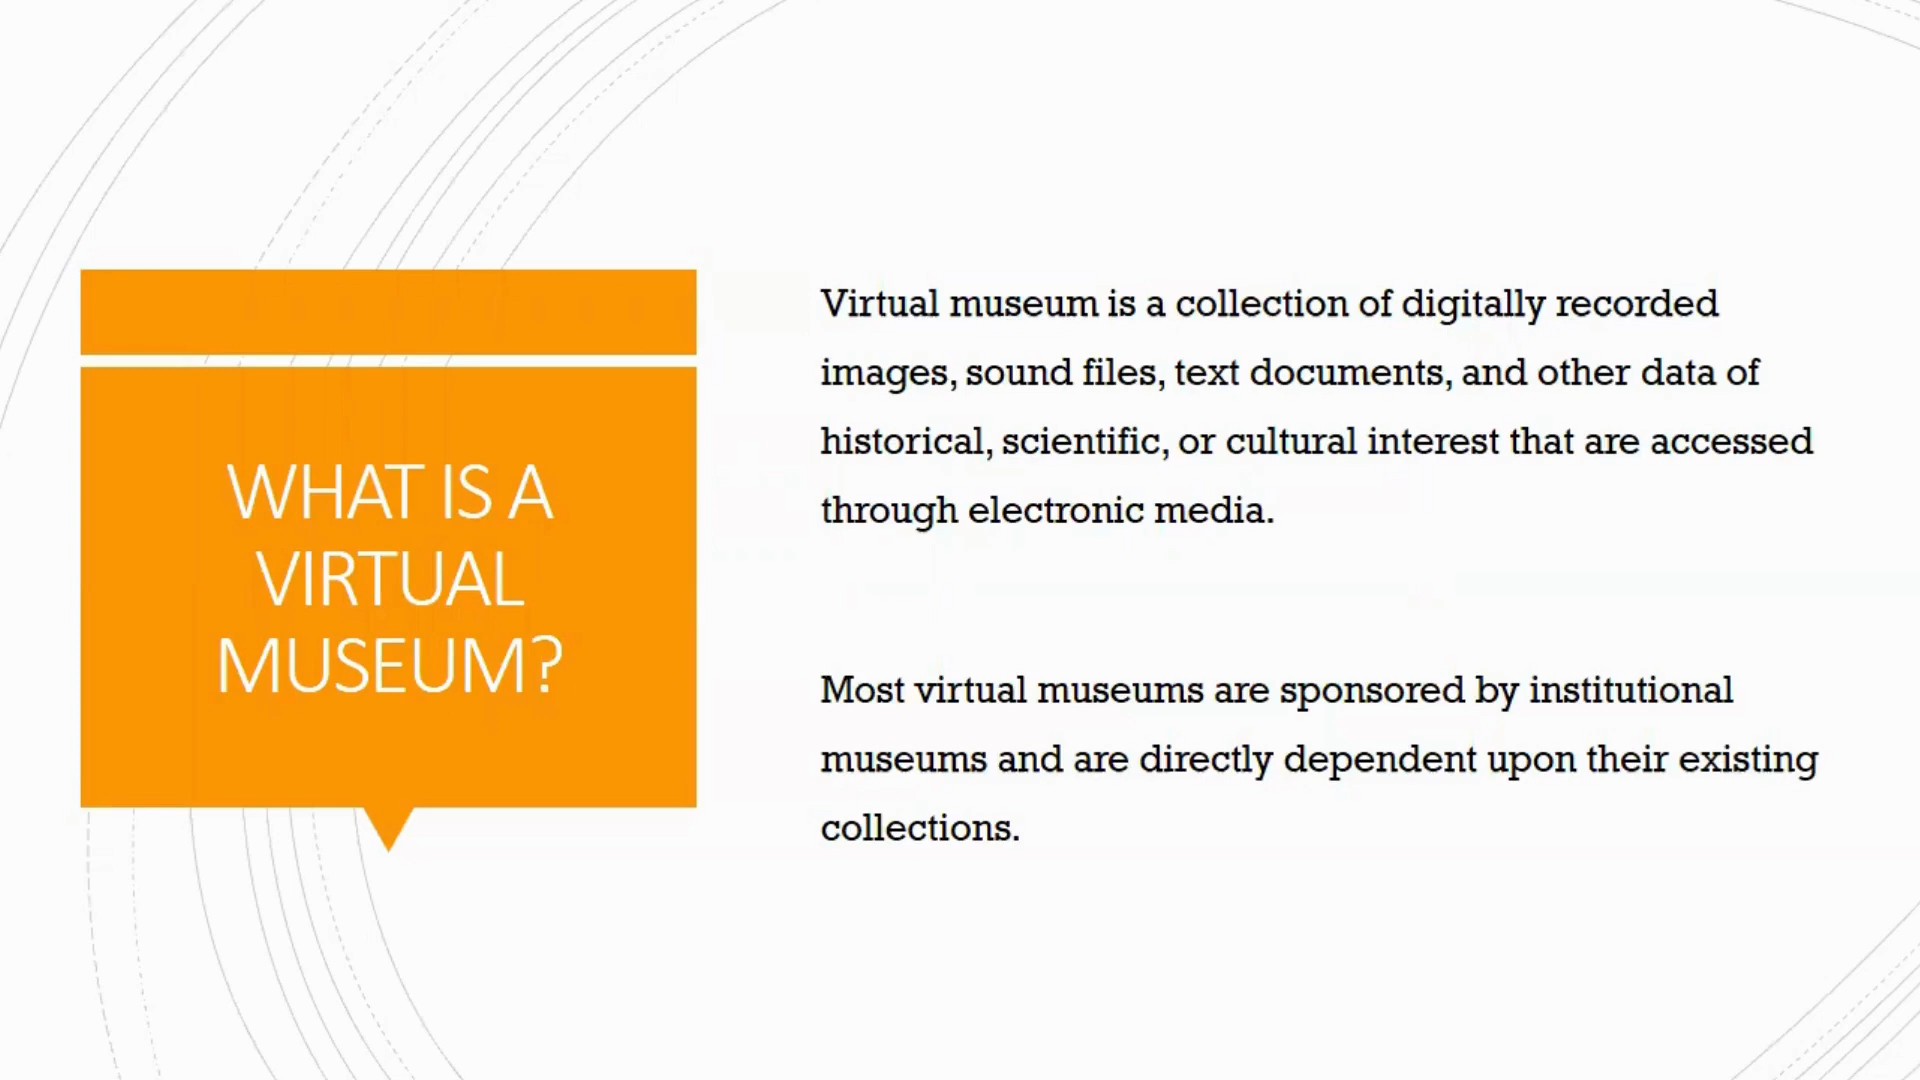 WHAT IS A
VIRTUAL
MUSEUM?
Virtual museum is a collection of digitally recorded
images, sound files, text documents, and other data of
historical, scientific, or cultural interest that are accessed
through electronic media.
Most virtual museums are sponsored by institutional
museums and are directly dependent upon their existing
collections.